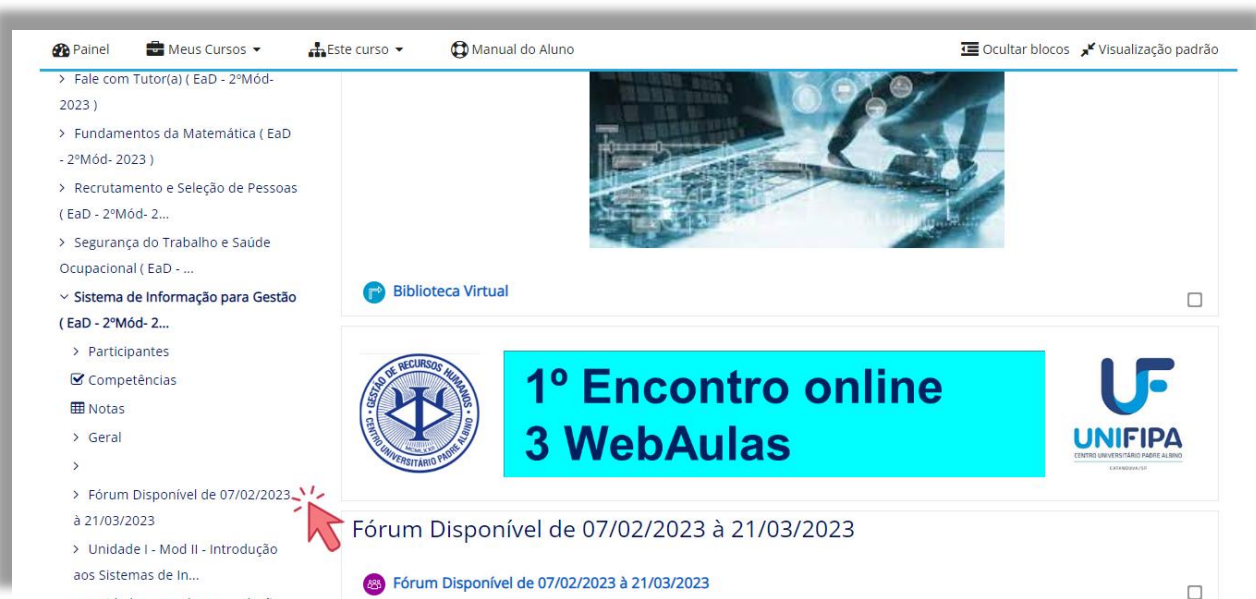 Painel
Meus Cursos
Este curso
Manual do Aluno
Ocultar blocos
Visualização padrão
> Fale com Tutor(a) ( EaD - 2ºMód-
2023 )
> Fundamentos da Matemática ( EaD
- 2ºMód- 2023 )
> Recrutamento e Seleção de Pessoas
( EaD - 2ºMód- 2...
> Segurança do Trabalho e Saúde
Ocupacional ( EaD - ...
Sistema de Informação para Gestão
( EaD - 2ºMód- 2...
> Participantes
Competências
Notas
> Geral
>
> Fórum Disponível de 07/02/2023
à 21/03/2023
> Unidade I - Mod II - Introdução
aos Sistemas de In...
Biblioteca Virtual
GESTÃO DE RECURSOS HUMANOS
CENTRO UNIVERSITÁRIO PADRE ALBINO
1º Encontro online
3 WebAulas
UNIFIPA
CENTRO UNIVERSITÁRIO PADRE ALBINO
CATANDUVA/SP
Fórum Disponível de 07/02/2023 à 21/03/2023
Fórum Disponível de 07/02/2023 à 21/03/2023